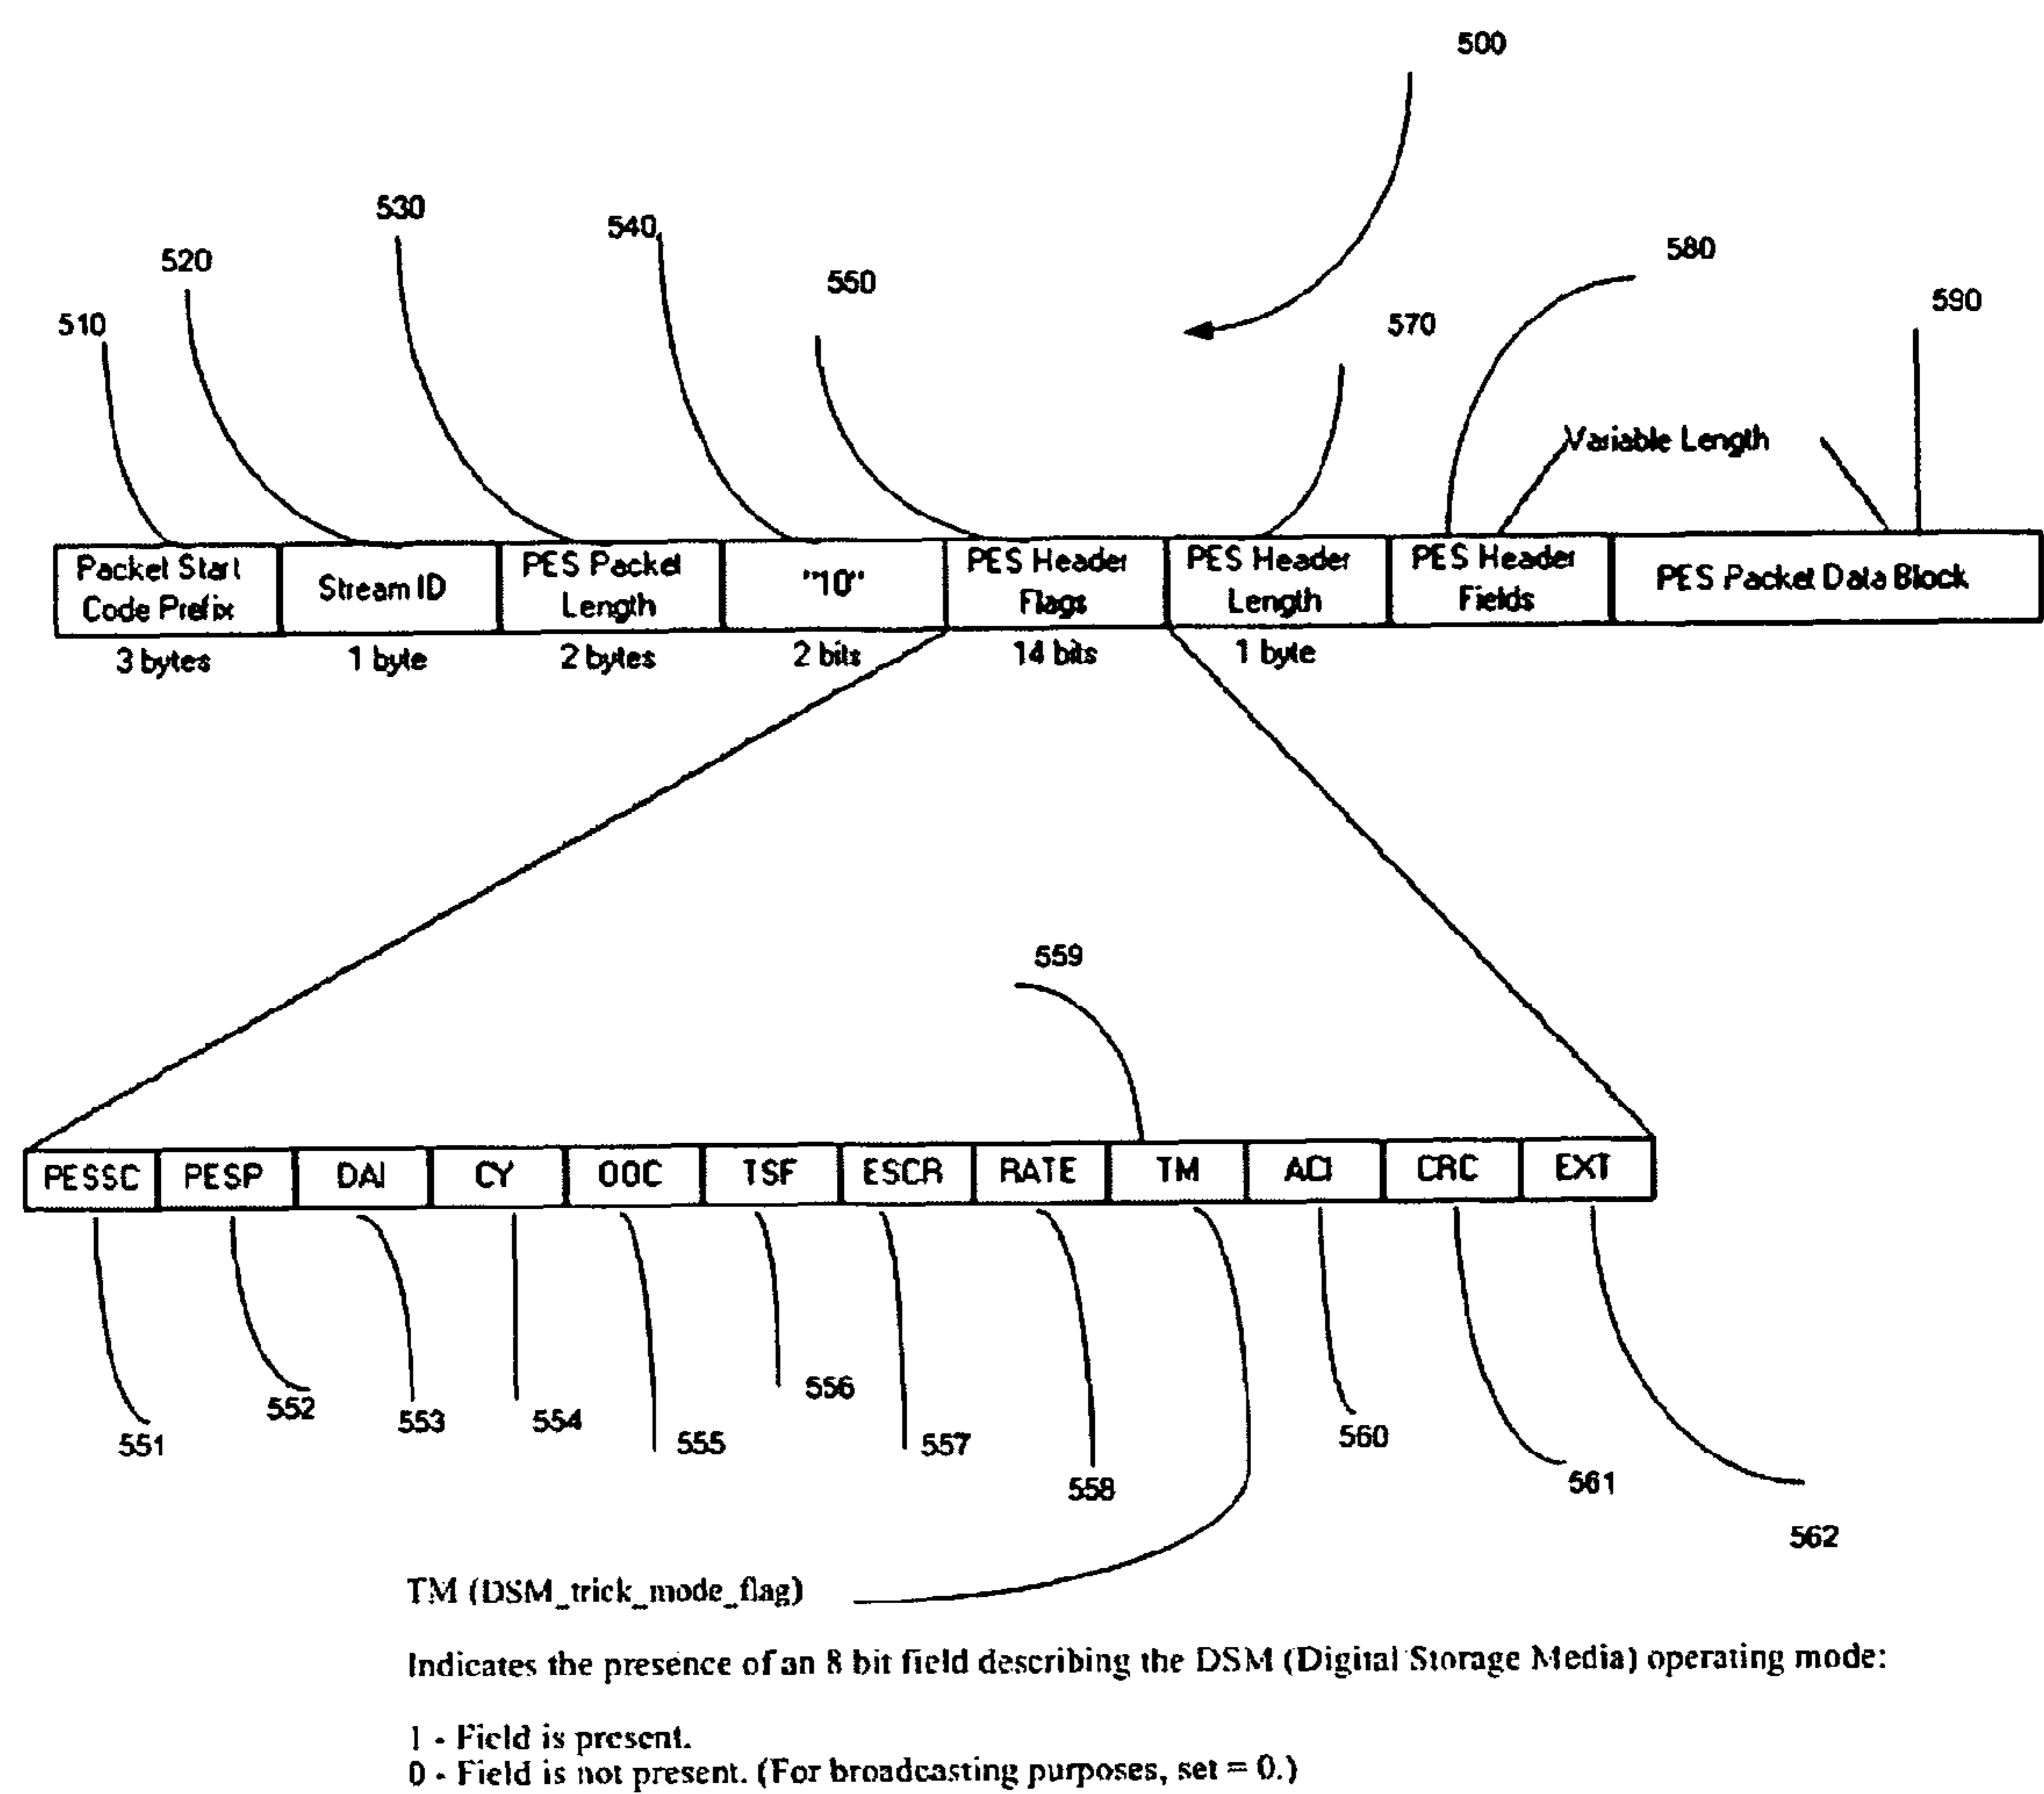 500
530
540
520
580
550
590
510
570
Variable Length
Packet Start
Code Prefix
Stream ID
PES Packet
Length
"10"
PES Header
Flags
PES Header
Length
PES Header
Fields
PES Packet Data Block
3 bytes
1 byte
2 bytes
2 bits
14 bits
1 byte
559
PESSC
PESP
DAI
CY
OOC
TSF
ESCR
RATE
TM
ACI
CRC
EXT
551
552
553
554
555
556
557
558
560
561
562
TM (DSM_trick_mode_flag)
Indicates the presence of an 8 bit field describing the DSM (Digital Storage Media) operating mode:
1 - Field is present.
0 - Field is not present. (For broadcasting purposes, set = 0.)